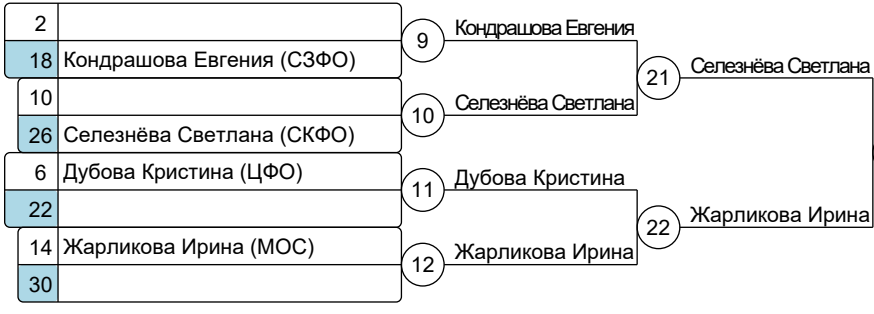 2
18 Кондрашова Евгения (СЗФО)
10
26 Селезнёва Светлана (СКФО)
6 Дубова Кристина (ЦФО)
22
14 Жарликова Ирина (МОС)
30
9 Кондрашова Евгения
10 Селезнёва Светлана
11 Дубова Кристина
12 Жарликова Ирина
21 Селезнёва Светлана
22 Жарликова Ирина